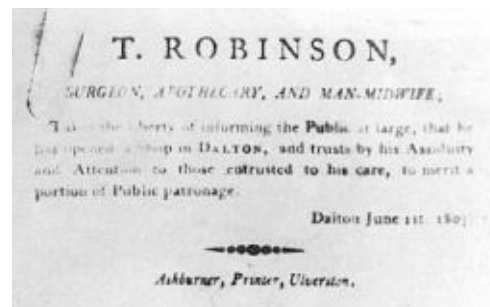 T. ROBINSON,
SURGEON, APOTHECARY, AND MAN-MIDWIFE,
Takes the liberty of informing the Public at large, that he
has opened a Shop in DALTON, and trusts by his Assiduity
and Attention to those entrusted to his care, to merit a
portion of Public patronage.
Dalton June 1st.
Ashburner, Printer, Ulverston.